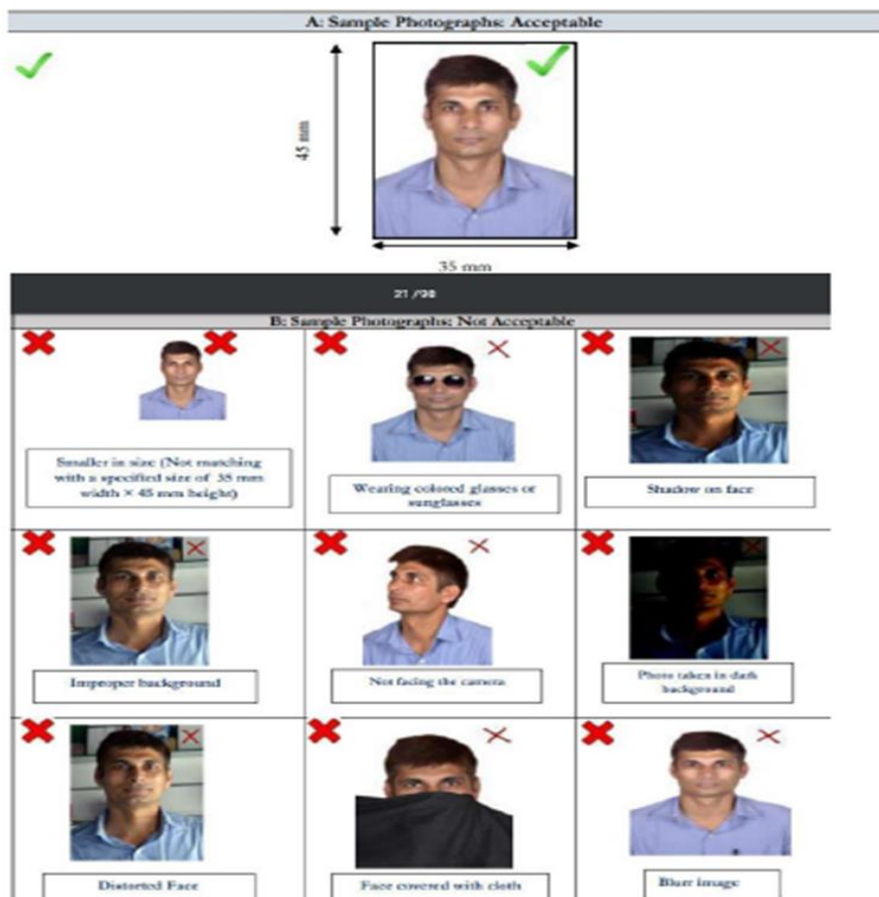 A: Sample Photographs: Acceptable
45 mm
35 mm
21 /98
B: Sample Photographs: Not Acceptable
Smaller in size (Not matching
with a specified size of 35 mm
width × 45 mm height)
Wearing colored glasses or
sunglasses
Shadow on face
Improper background
Not facing the camera
Photo taken in dark
background
Distorted Face
Face covered with cloth
Blurr image